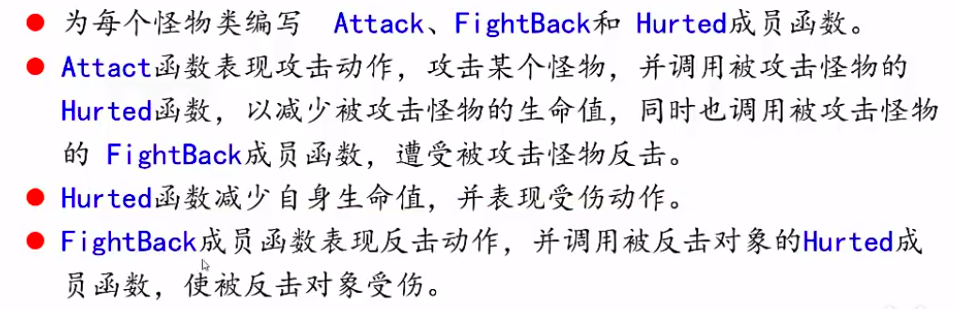 为每个怪物类编写 Attack、FightBack和 Hurted成员函数。
Attact函数表现攻击动作，攻击某个怪物，并调用被攻击怪物的
Hurted函数，以减少被攻击怪物的生命值，同时也调用被攻击怪物
的 FightBack成员函数，遭受被攻击怪物反击。
Hurted函数减少自身生命值，并表现受伤动作。
FightBack成员函数表现反击动作，并调用被反击对象的Hurted成
员函数，使被反击对象受伤。